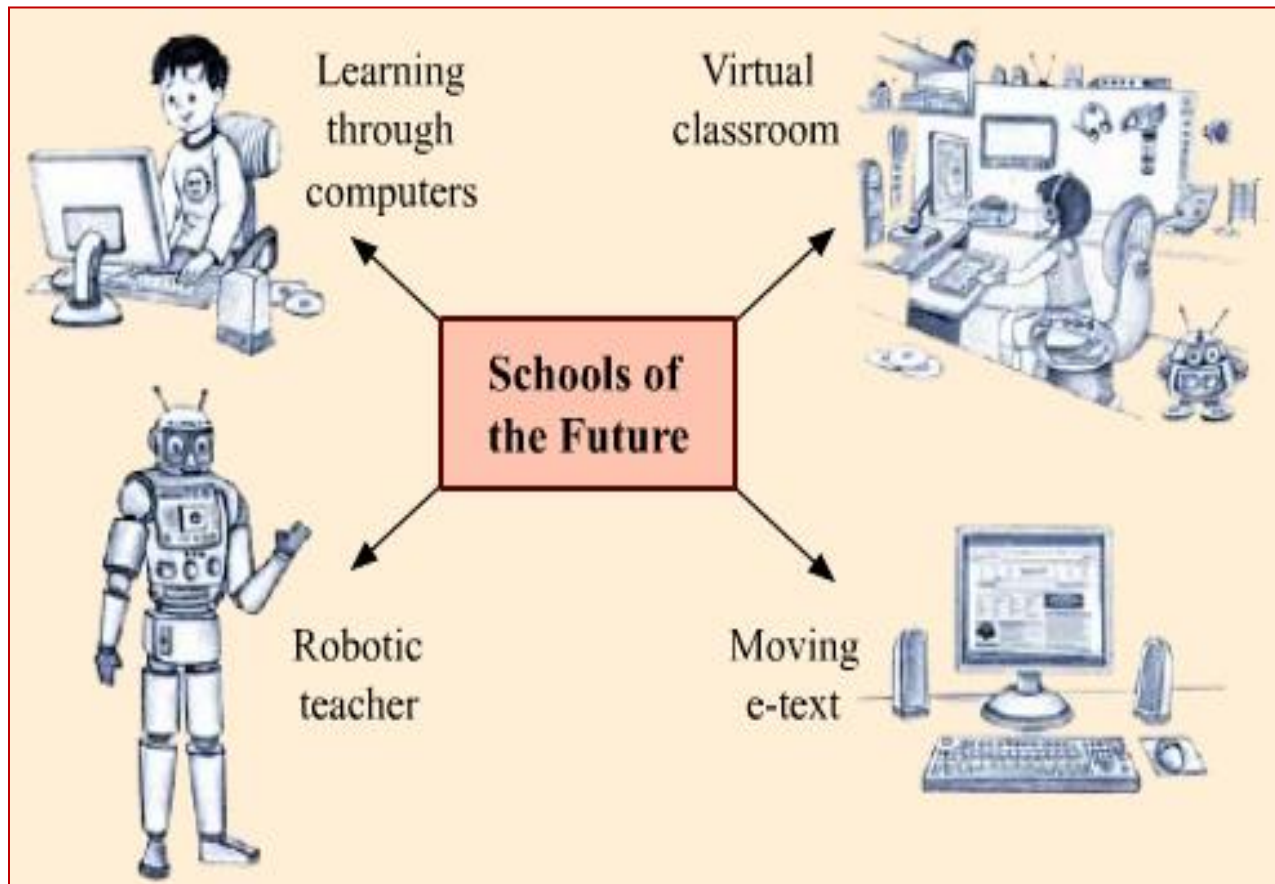 Learning
through
computers
Virtual
classroom
Schools of
the Future
Robotic
teacher
Moving
e-text